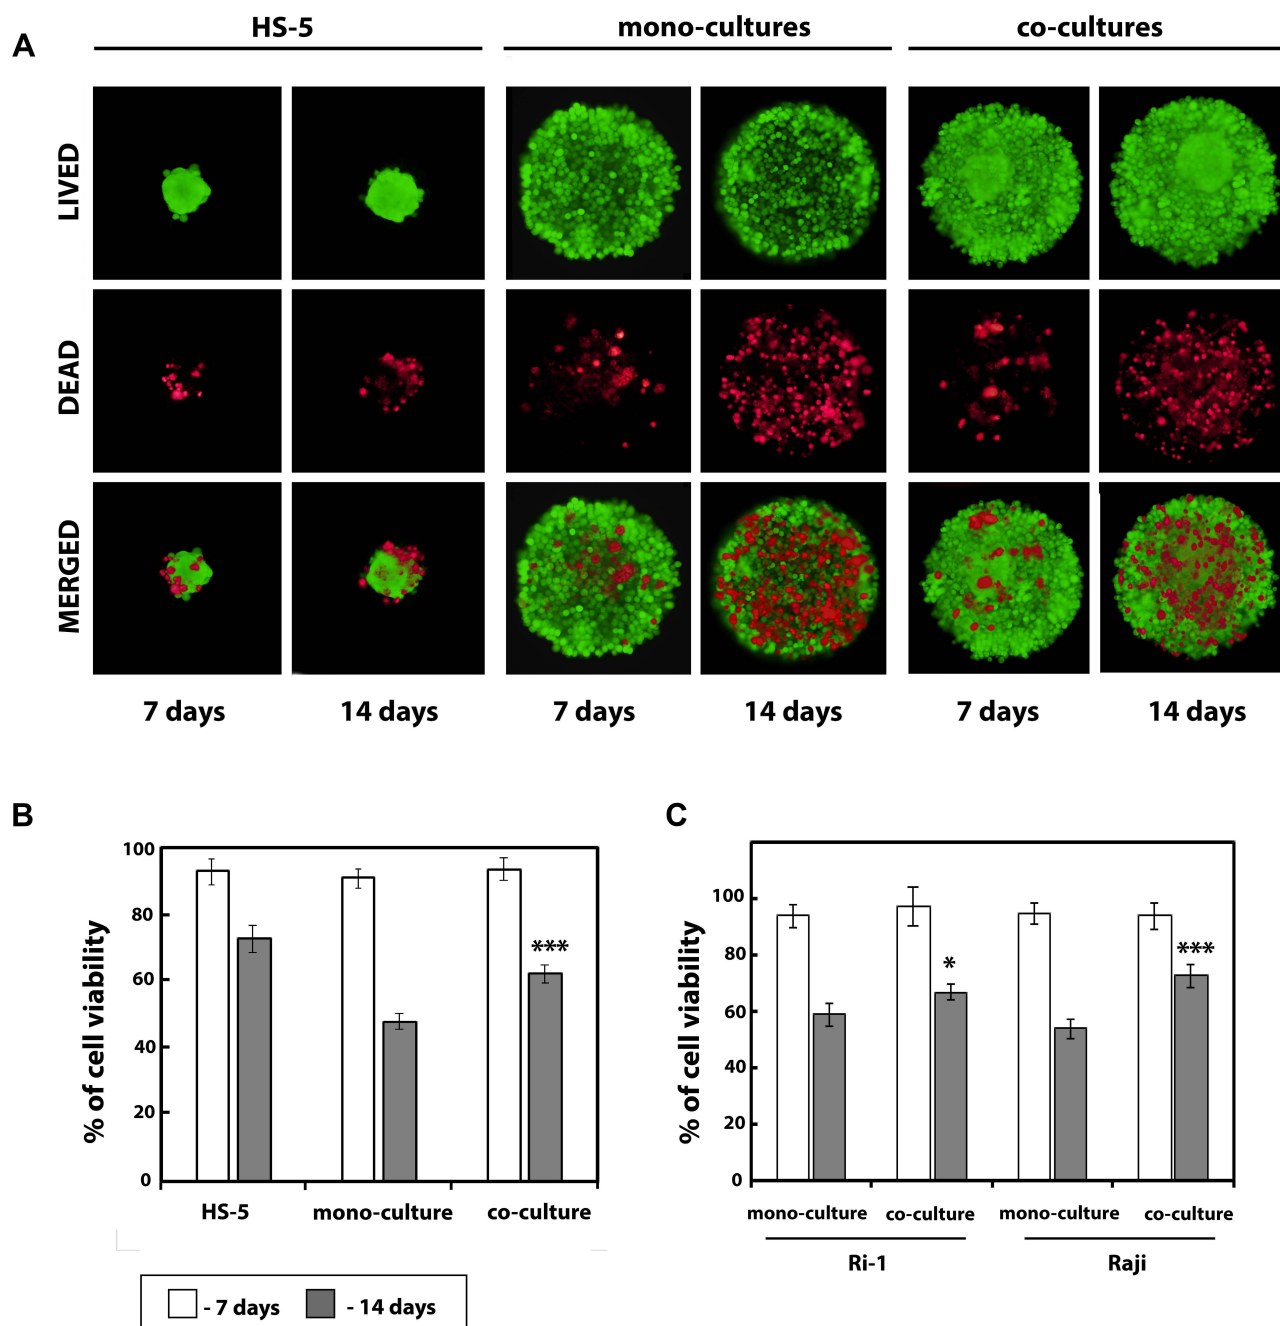 A
HS-5
mono-cultures
co-cultures
LIVED
DEAD
MERGED
7 days
14 days
7 days
14 days
7 days
14 days
B
% of cell viability
100
80
60
40
20
0
***
HS-5
mono-culture
co-culture
- 7 days
- 14 days
C
% of cell viability
100
80
60
40
20
0
*
***
mono-culture
co-culture
mono-culture
co-culture
Ri-1
Raji